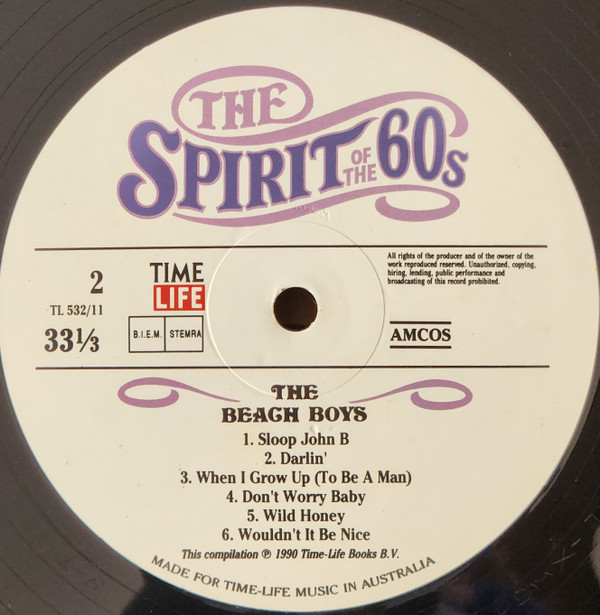 THE
SPIRIT OF THE 60s
All rights of the producer and of the owner of the
work reproduced reserved. Unauthorized, copying,
hiring, lending, public performance and
broadcasting of this record prohibited.
2
TIME
LIFE
TL 532/11
33⅓
B.I.E.M. STEMRA
AMCOS
THE
BEACH BOYS
1. Sloop John B
2. Darlin'
3. When I Grow Up (To Be A Man)
4. Don't Worry Baby
5. Wild Honey
6. Wouldn't It Be Nice
This compilation ℗ 1990 Time-Life Books B.V.
MADE FOR TIME-LIFE MUSIC IN AUSTRALIA